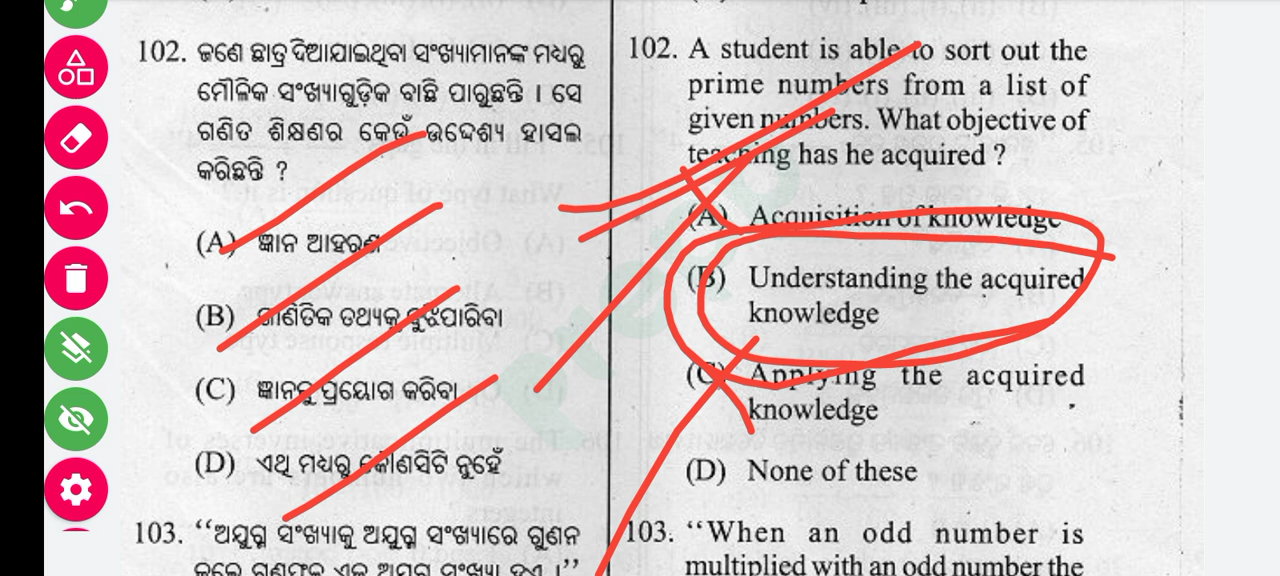 102. ଜଣେ ଛାତ୍ର ଦିଆଯାଇଥିବା ସଂଖ୍ୟାମାନଙ୍କ ମଧ୍ୟରୁ
ମୌଳିକ ସଂଖ୍ୟାଗୁଡ଼ିକ ବାଛି ପାରୁଛନ୍ତି । ସେ
ଗଣିତ ଶିକ୍ଷଣର କେଉଁ ଉଦ୍ଦେଶ୍ୟ ହାସଲ
କରିଛନ୍ତି ?
(A) ଜ୍ଞାନ ଆହରଣ
(B) ଗାଣିତିକ ତଥ୍ୟକୁ ବୁଝିପାରିବା
(C) ଜ୍ଞାନକୁ ପ୍ରୟୋଗ କରିବା
(D) ଏଥି ମଧ୍ୟରୁ କୌଣସିଟି ନୁହେଁ
103. ‘‘ଅଯୁଗ୍ମ ସଂଖ୍ୟାକୁ ଅଯୁଗ୍ମ ସଂଖ୍ୟାରେ ଗୁଣନ
କଲେ ଗୁଣଫଳ ଏକ ଅଯୁଗ୍ମ ସଂଖ୍ୟା ହୁଏ ।’’
102. A student is able to sort out the
prime numbers from a list of
given numbers. What objective of
teaching has he acquired ?
(A) Acquisition of knowledge
(B) Understanding the acquired
knowledge
(C) Applying the acquired
knowledge
(D) None of these
103. “When an odd number is
multiplied with an odd number the